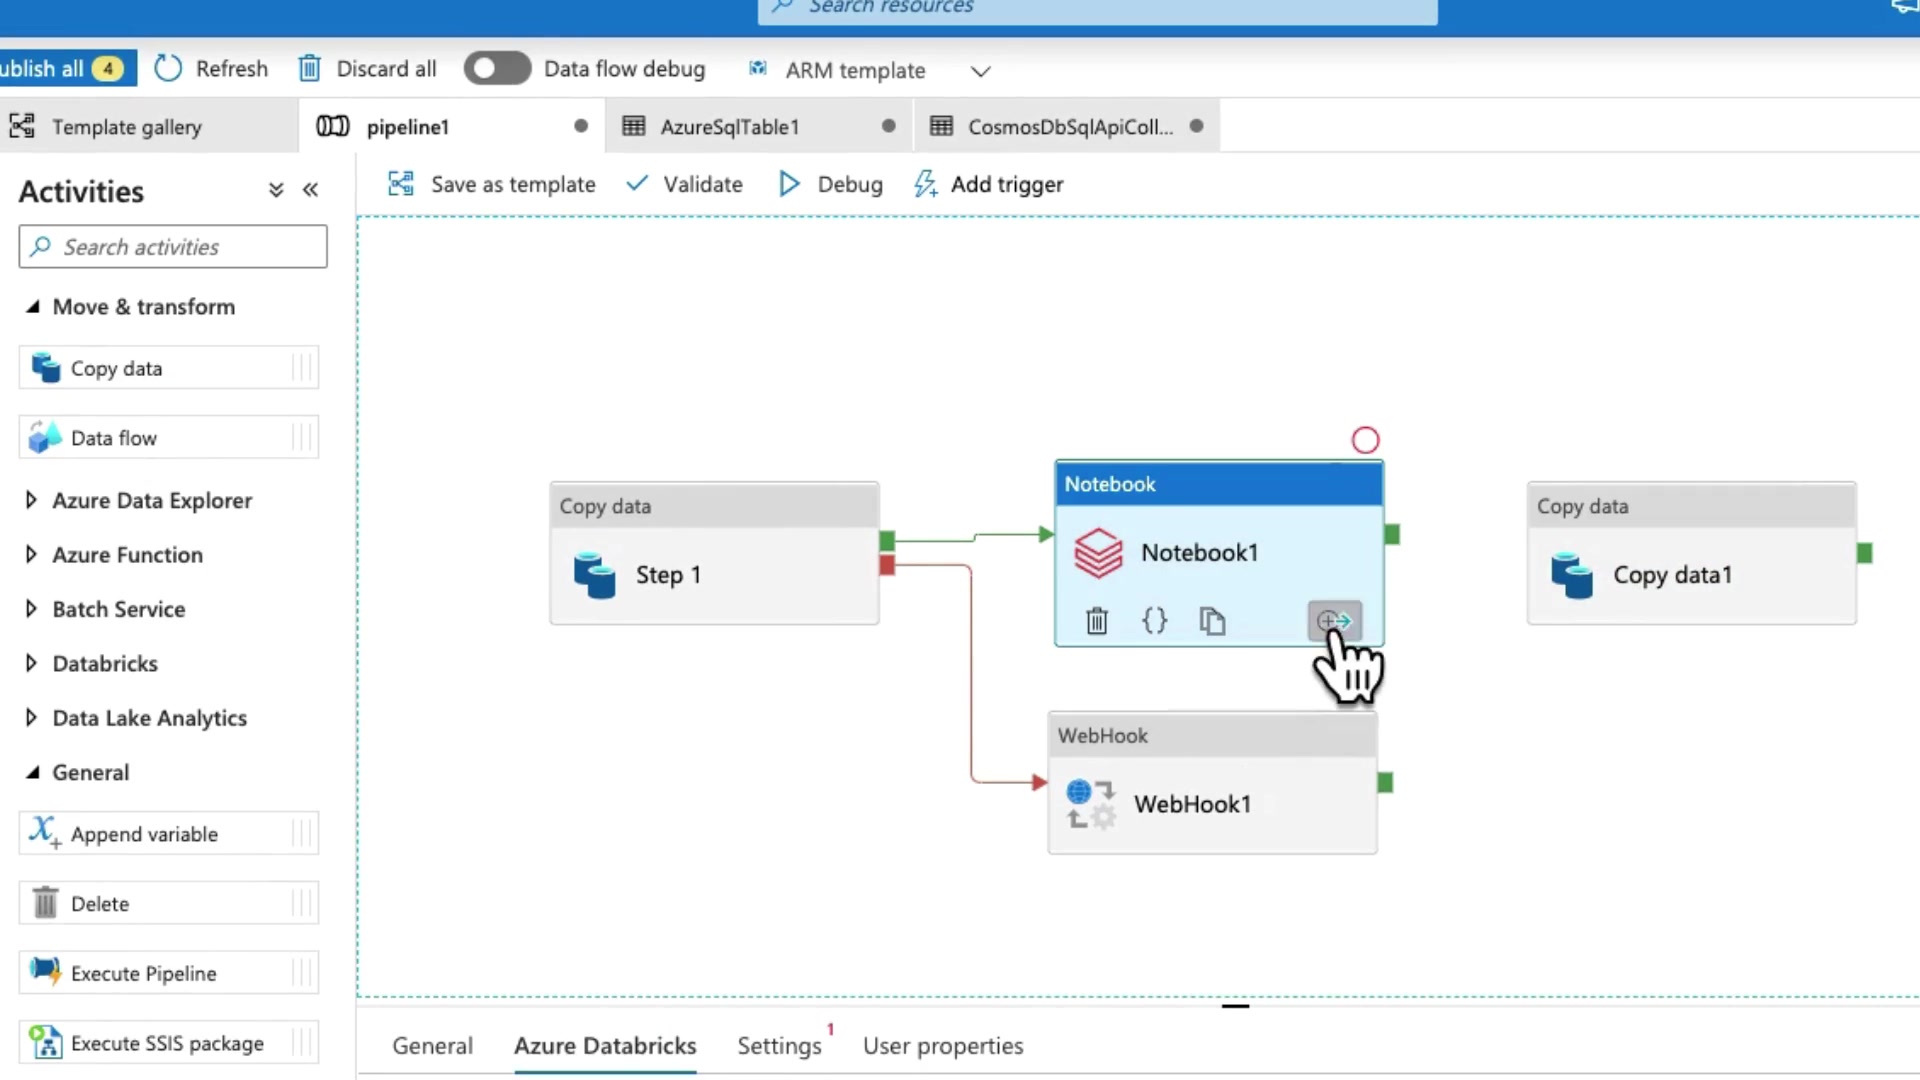 Search resources
ublish all 4 Refresh Discard all Data flow debug ARM template
Template gallery pipeline1 AzureSqlTable1 CosmosDbSqlApiColl...
Activities
Save as template Validate Debug Add trigger
Search activities
Move & transform
Copy data
Data flow
Azure Data Explorer
Azure Function
Batch Service
Databricks
Data Lake Analytics
General
Append variable
Delete
Execute Pipeline
Execute SSIS package
Copy data
Step 1
Notebook
Notebook1
WebHook
WebHook1
Copy data
Copy data1
General Azure Databricks Settings 1 User properties